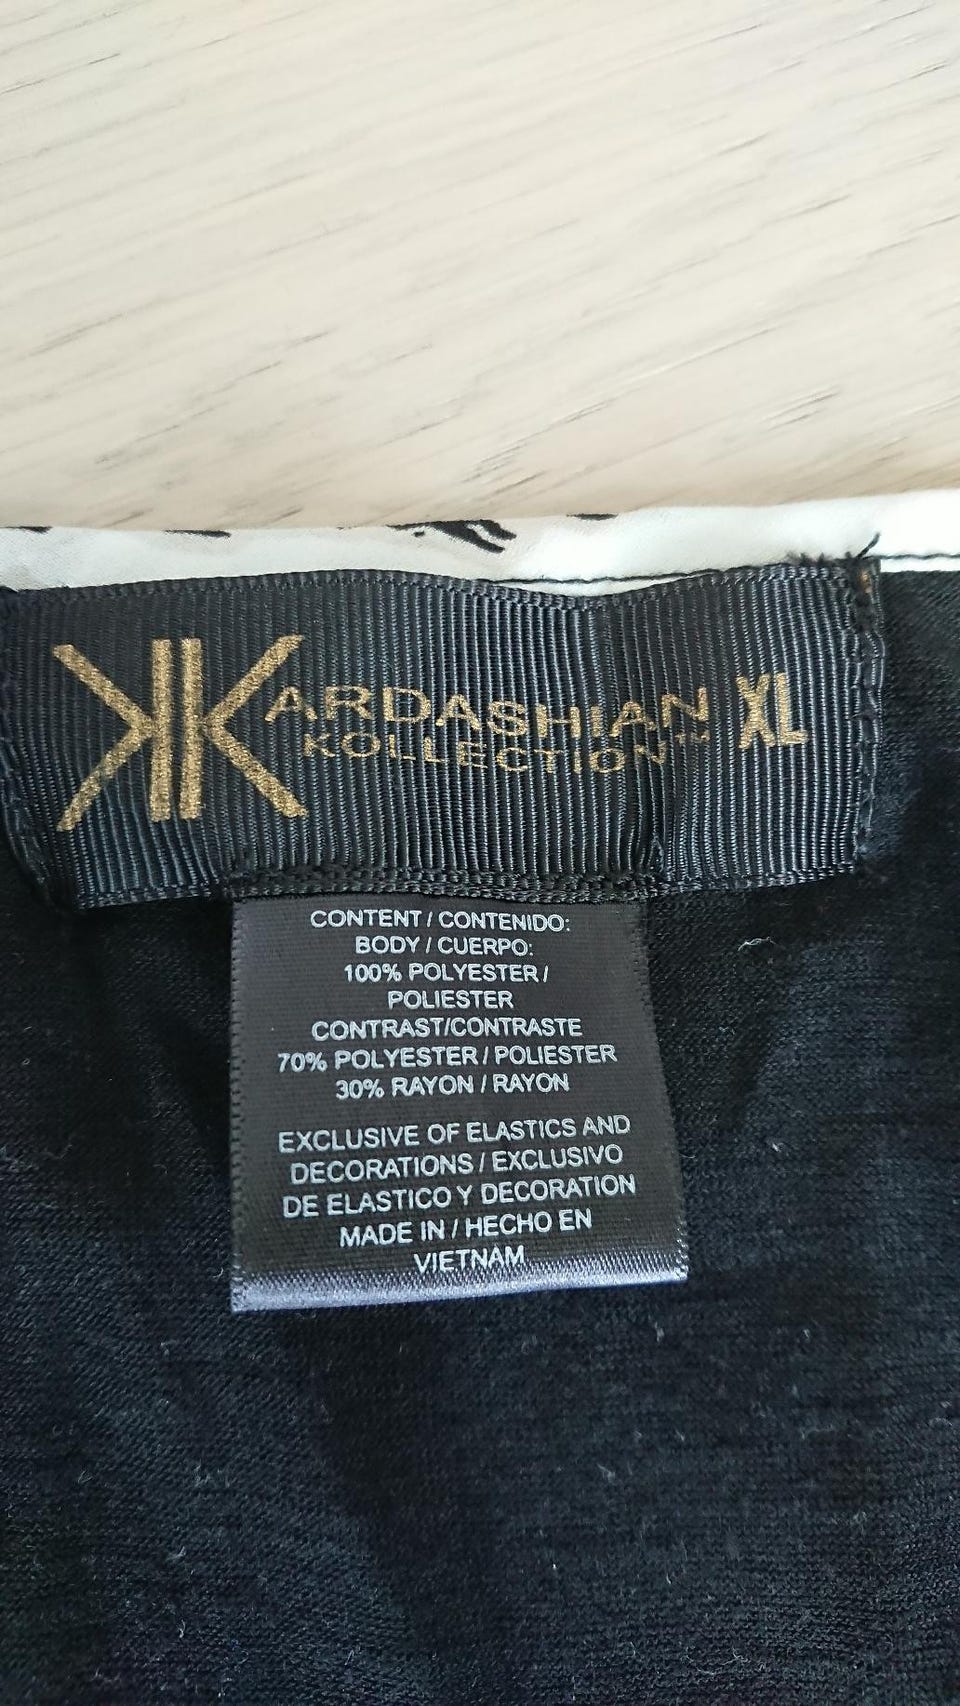 KARDASHIAN XL
KOLLECTION™
CONTENT / CONTENIDO:
BODY / CUERPO:
100% POLYESTER /
POLIESTER
CONTRAST/CONTRASTE
70% POLYESTER / POLIESTER
30% RAYON / RAYON
EXCLUSIVE OF ELASTICS AND
DECORATIONS / EXCLUSIVO
DE ELASTICO Y DECORATION
MADE IN / HECHO EN
VIETNAM